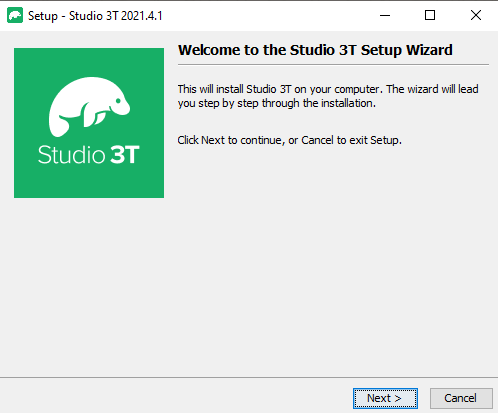 Setup - Studio 3T 2021.4.1
Welcome to the Studio 3T Setup Wizard
Studio 3T
This will install Studio 3T on your computer. The wizard will lead
you step by step through the installation.
Click Next to continue, or Cancel to exit Setup.
Next >
Cancel